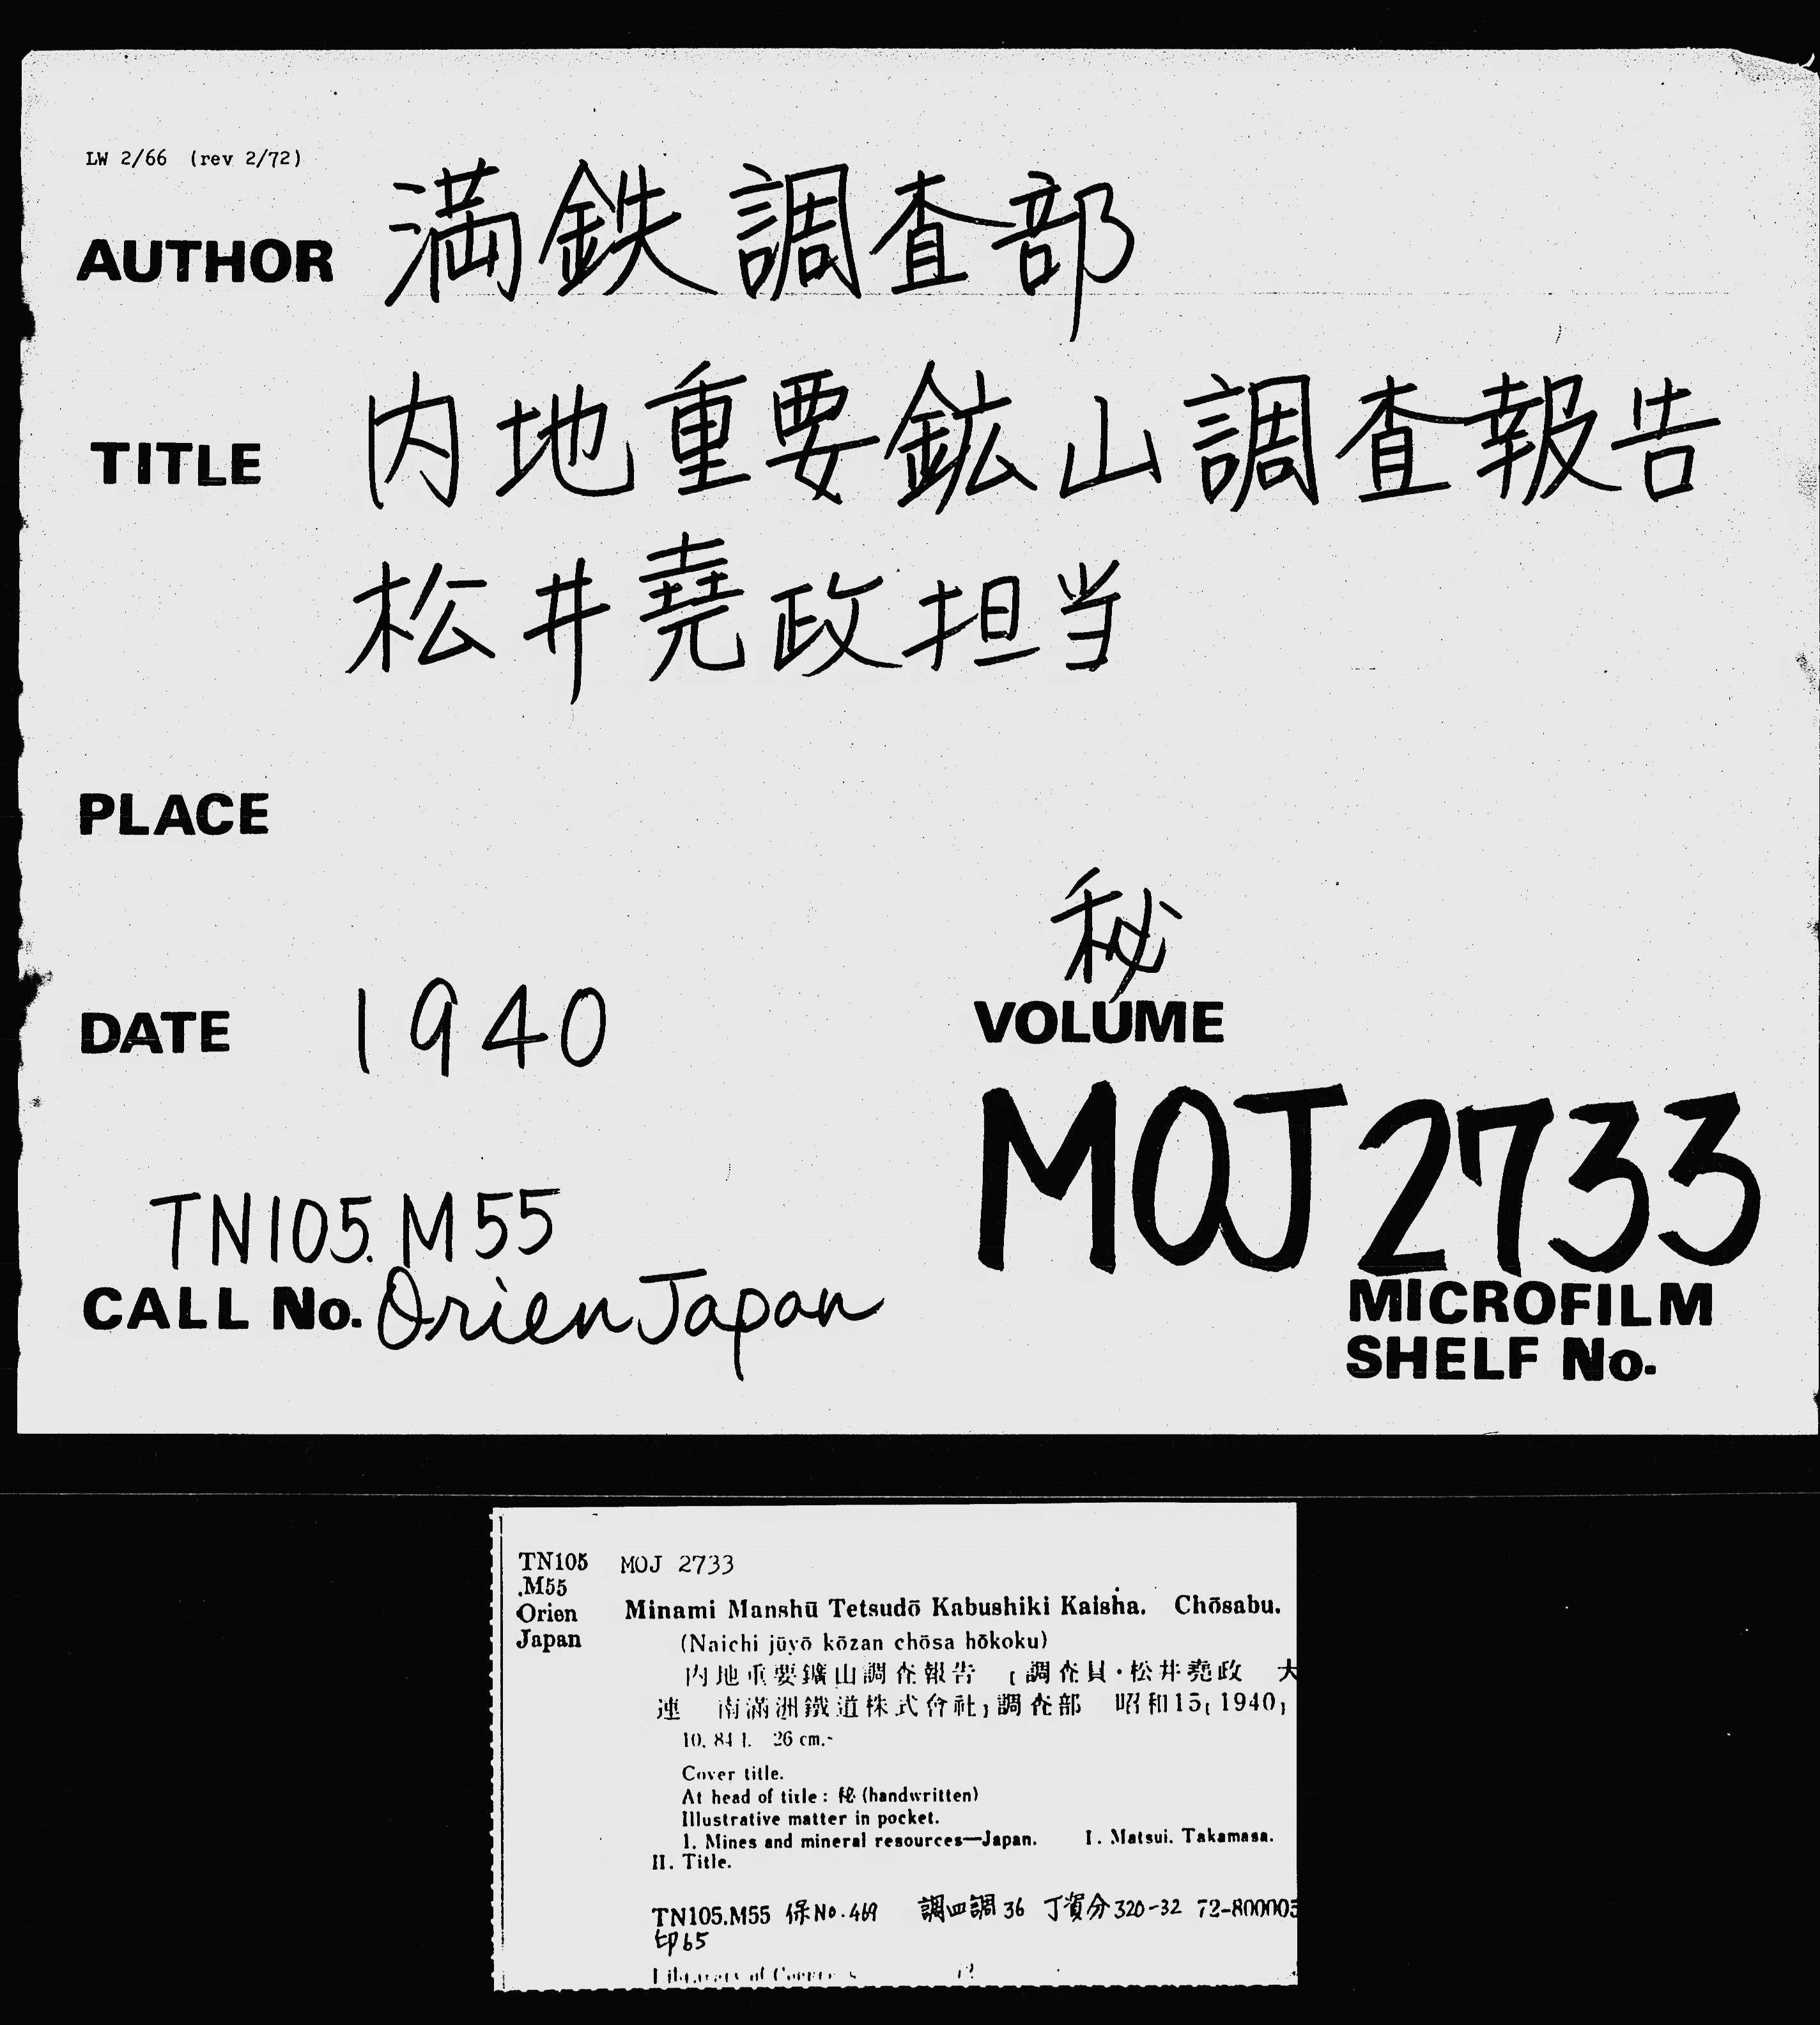 LW 2/66 (rev 2/72)
AUTHOR 満鉄調査部
TITLE 内地重要鉱山調査報告
松井堯政担当
PLACE
秘
DATE 1940 VOLUME
MOJ 2733
TN105.M55
CALL No. Orien Japan
MICROFILM
SHELF No.
TN105 MOJ 2733
.M55
Orien Minami Manshū Tetsudō Kabushiki Kaisha. Chōsabu.
Japan (Naichi jūyō kōzan chōsa hōkoku)
内地重要鑛山調査報告 [調査員·松井堯政 大
連 南滿洲鐵道株式會社]調査部 昭和15[1940]
10, 84 l. 26 cm.
Cover title.
At head of title: 秘 (handwritten)
Illustrative matter in pocket.
1. Mines and mineral resources—Japan. I. Matsui, Takamasa.
II. Title.
TN105.M55 保No.469 調四調36 丁資分320-32 72-800005
印65
Library of Congress